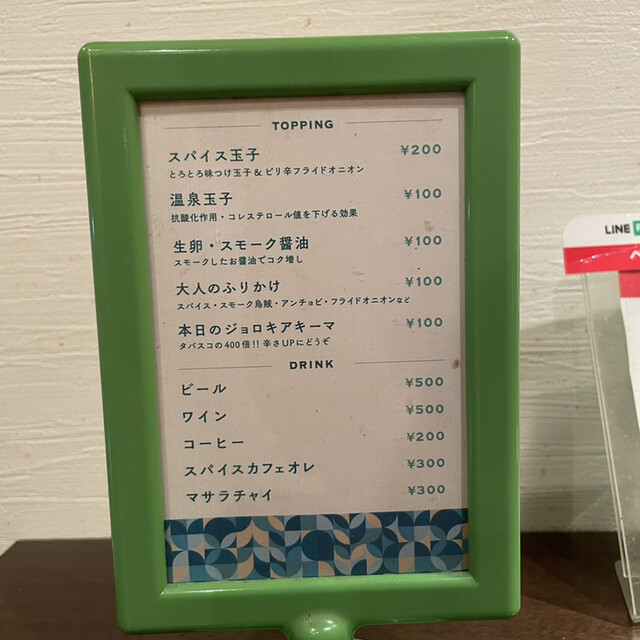 TOPPING
スパイス玉子 ¥200
とろとろ味つけ玉子&ピリ辛フライドオニオン
温泉玉子 ¥100
抗酸化作用・コレステロール値を下げる効果
生卵・スモーク醤油 ¥100
スモークしたお醤油でコク増し
大人のふりかけ ¥100
スパイス・スモーク烏賊・アンチョビ・フライドオニオンなど
本日のジョロキアキーマ ¥100
タバスコの400倍!!辛さUPにどうぞ
DRINK
ビール ¥500
ワイン ¥500
コーヒー ¥200
スパイスカフェオレ ¥300
マサラチャイ ¥300
LINE